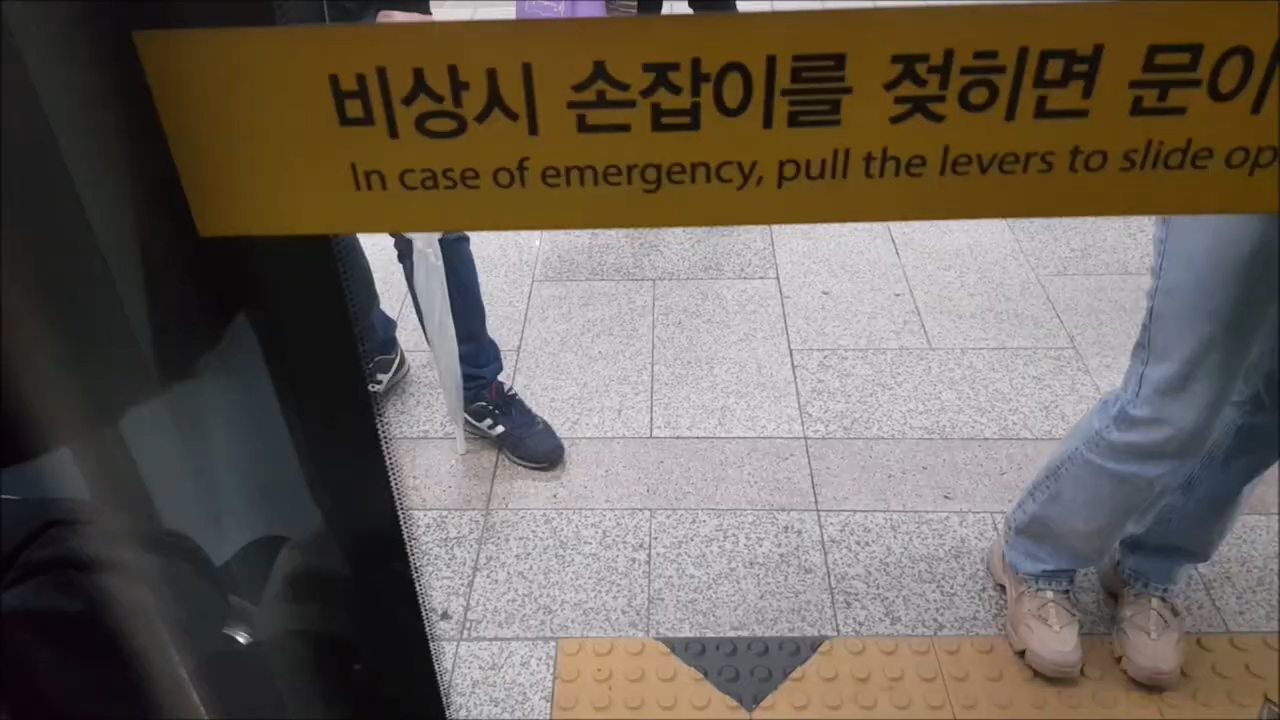 비상시 손잡이를 젖히면 문이
In case of emergency, pull the levers to slide op